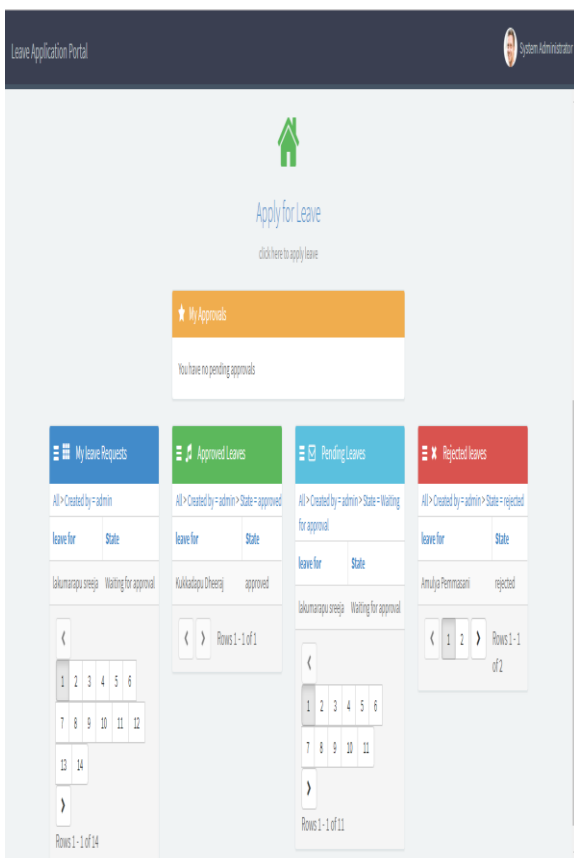 Leave Application Portal
System Administrator
Apply for Leave
click here to apply leave
My Approvals
You have no pending approvals
My leave Requests
All > Created by = admin
leave for State
lakumarapu sreeja Waiting for approval
1 2 3 4 5 6
7 8 9 10 11 12
13 14
Rows 1 - 1 of 14
Approved Leaves
All > Created by = admin > State = approved
leave for State
Kukkadapu Dheeraj approved
Rows 1 - 1 of 1
Pending Leaves
All > Created by = admin > State = Waiting
for approval
leave for State
lakumarapu sreeja Waiting for approval
1 2 3 4 5 6
7 8 9 10 11
Rows 1 - 1 of 11
Rejected leaves
All > Created by = admin > State = rejected
leave for State
Amulya Pemmasani rejected
1 2 Rows 1 - 1
of 2